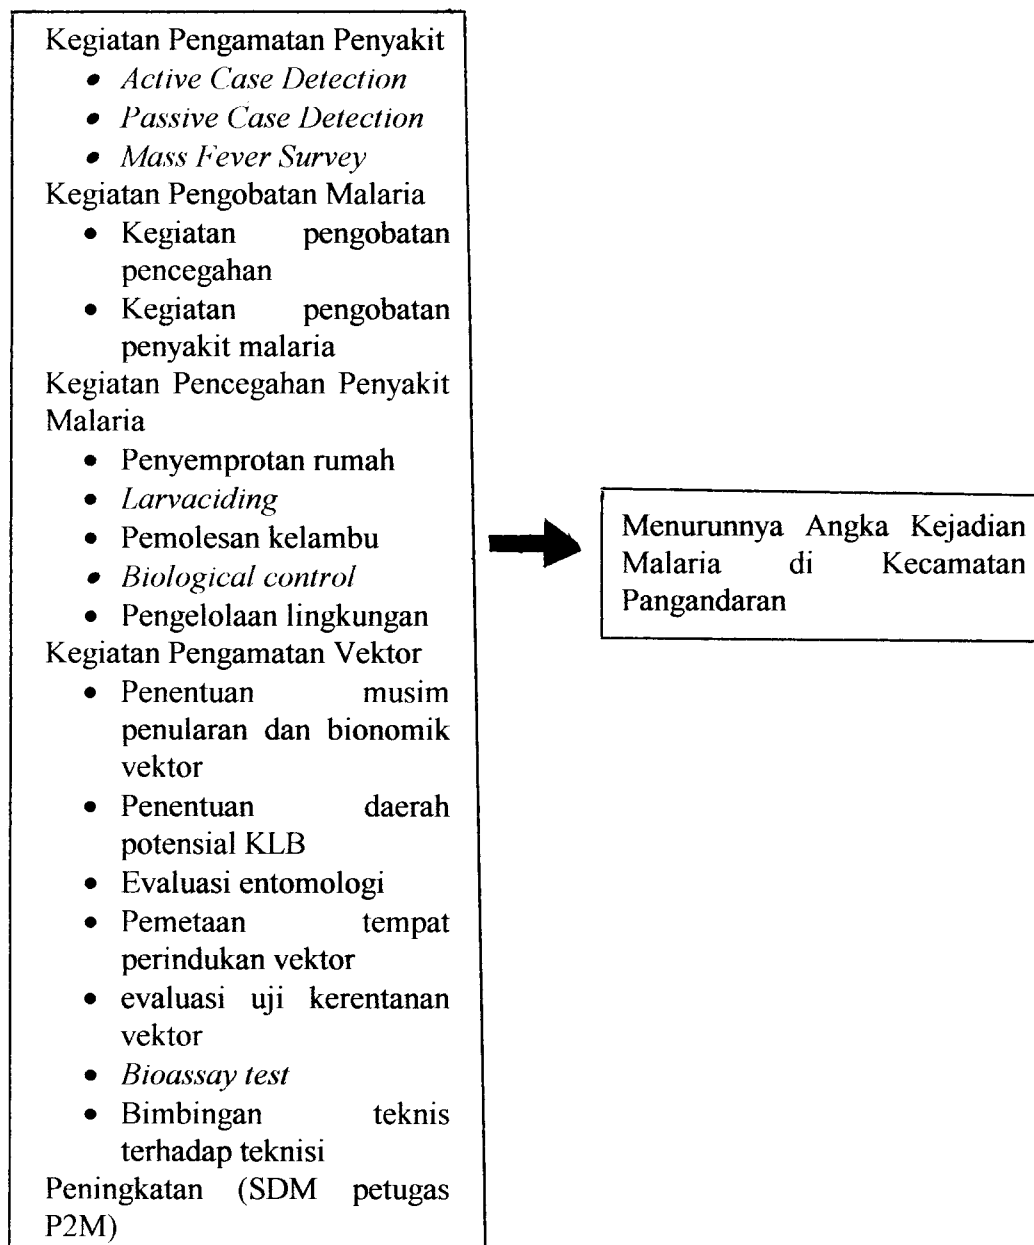 Kegiatan Pengamatan Penyakit
• Active Case Detection
• Passive Case Detection
• Mass Fever Survey
Kegiatan Pengobatan Malaria
• Kegiatan pengobatan
pencegahan
• Kegiatan pengobatan
penyakit malaria
Kegiatan Pencegahan Penyakit
Malaria
• Penyemprotan rumah
• Larvaciding
• Pemolesan kelambu
• Biological control
• Pengelolaan lingkungan
Kegiatan Pengamatan Vektor
• Penentuan musim
penularan dan bionomik
vektor
• Penentuan daerah
potensial KLB
• Evaluasi entomologi
• Pemetaan tempat
perindukan vektor
• evaluasi uji kerentanan
vektor
• Bioassay test
• Bimbingan teknis
terhadap teknisi
Peningkatan (SDM petugas
P2M)
Menurunnya Angka Kejadian
Malaria di Kecamatan
Pangandaran